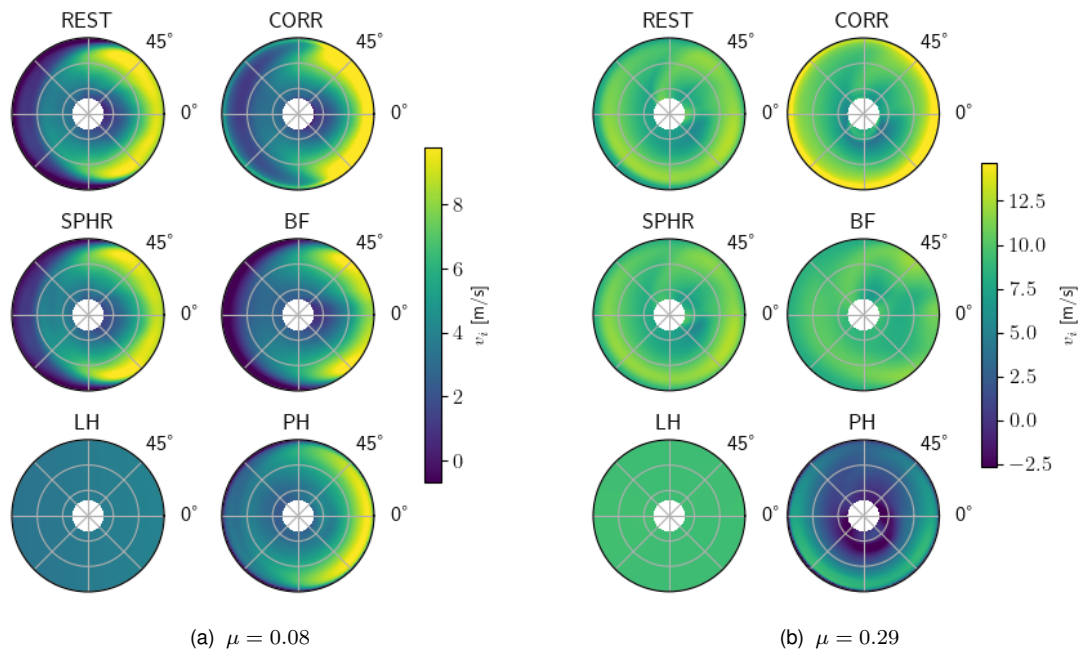 REST
CORR
45°
45°
0°
0°
SPHR
BF
45°
45°
0°
0°
LH
PH
45°
45°
0°
0°
8
6
4
2
0
v_i [m/s]
(a) μ = 0.08
REST
CORR
45°
45°
0°
0°
SPHR
BF
45°
45°
0°
0°
LH
PH
45°
45°
0°
0°
12.5
10.0
7.5
5.0
2.5
0.0
−2.5
v_i [m/s]
(b) μ = 0.29